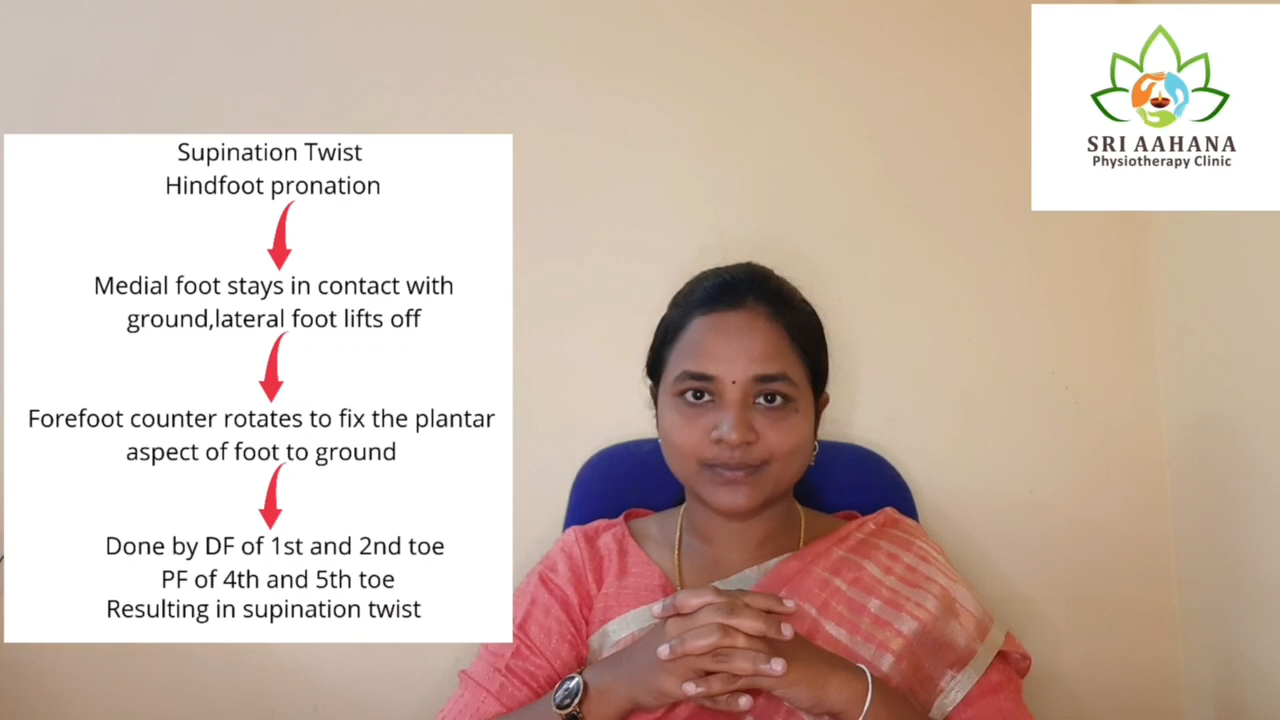 Supination Twist
Hindfoot pronation
Medial foot stays in contact with
ground,lateral foot lifts off
Forefoot counter rotates to fix the plantar
aspect of foot to ground
Done by DF of 1st and 2nd toe
PF of 4th and 5th toe
Resulting in supination twist
SRI AAHANA
Physiotherapy Clinic